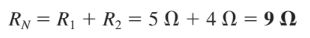 R_N = R_1 + R_2 = 5 Ω + 4 Ω = 9 Ω